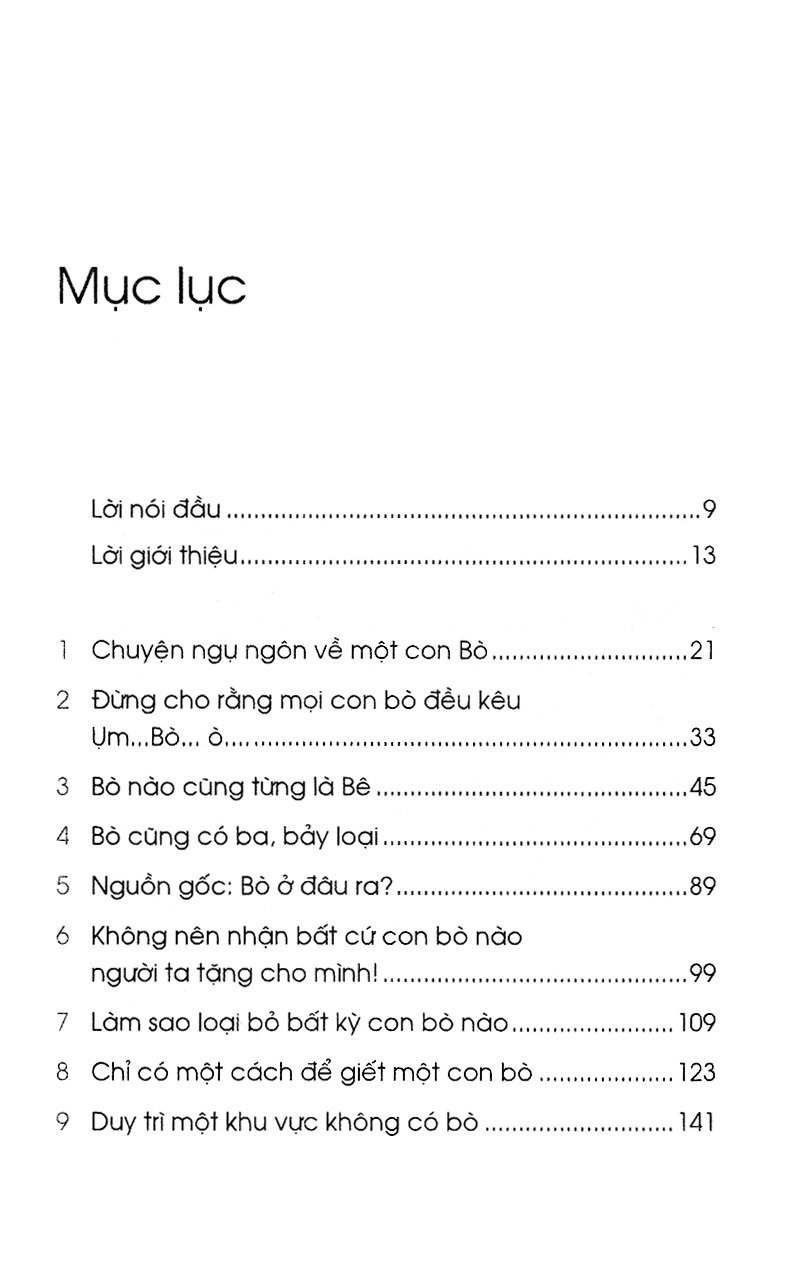 Mục lục
Lời nói đầu........................................................................9
Lời giới thiệu...................................................................13
1 Chuyện ngụ ngôn về một con Bò.............................21
2 Đừng cho rằng mọi con bò đều kêu
Ụm...Bò... ò.....................................................................33
3 Bò nào cũng từng là Bê..............................................45
4 Bò cũng có ba, bảy loại.............................................69
5 Nguồn gốc: Bò ở đâu ra?...........................................89
6 Không nên nhận bất cứ con bò nào
người ta tặng cho mình!.............................................99
7 Làm sao loại bỏ bất kỳ con bò nào........................109
8 Chỉ có một cách để giết một con bò....................123
9 Duy trì một khu vực không có bò............................141